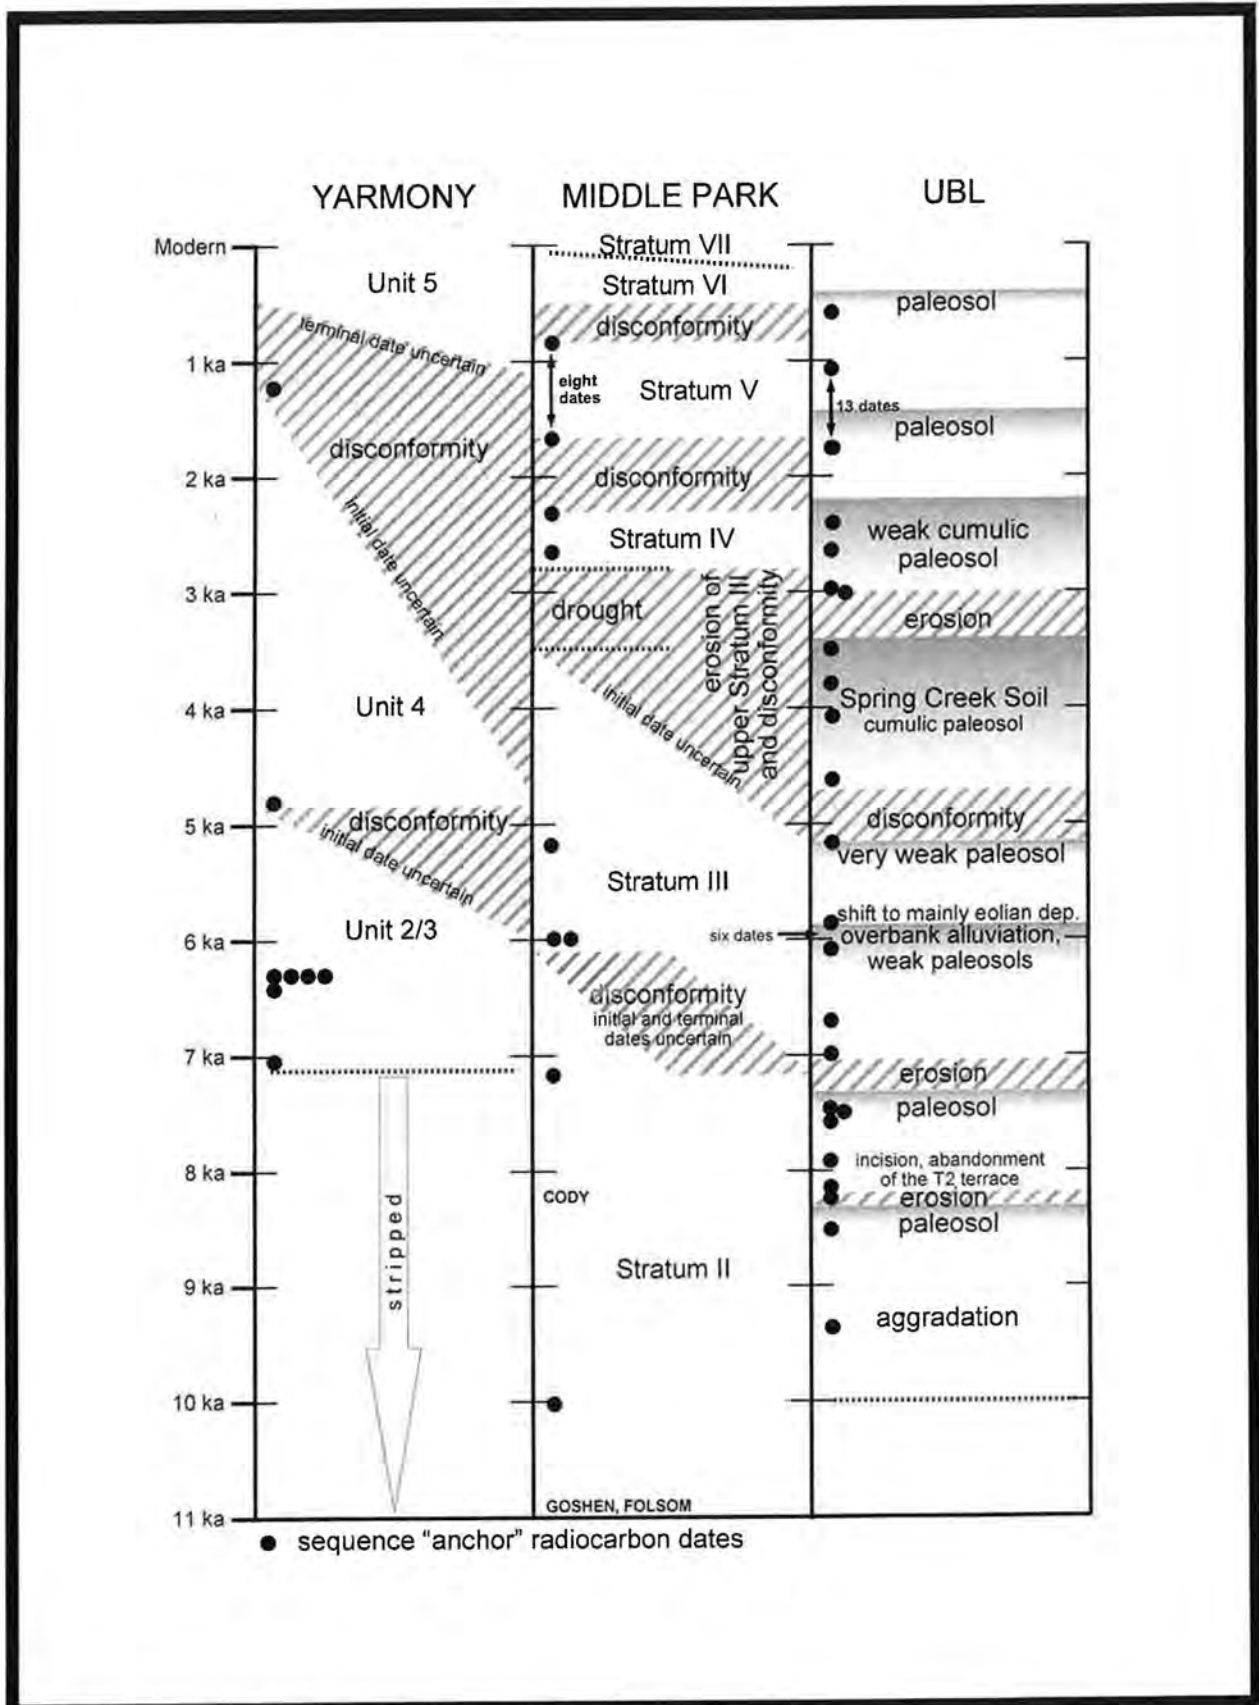 YARMONY
MIDDLE PARK
UBL
Modern
1 ka
2 ka
3 ka
4 ka
5 ka
6 ka
7 ka
8 ka
9 ka
10 ka
11 ka
Unit 5
terminal date uncertain
disconformity
initial date uncertain
Unit 4
disconformity
initial date uncertain
Unit 2/3
stripped
Stratum VII
Stratum VI
disconformity
eight
dates
Stratum V
disconformity
Stratum IV
drought
erosion of
upper Stratum III
and disconformity
initial date uncertain
Stratum III
six dates
disconformity
initial and terminal
dates uncertain
CODY
Stratum II
GOSHEN, FOLSOM
paleosol
13 dates
paleosol
weak cumulic
paleosol
erosion
Spring Creek Soil
cumulic paleosol
disconformity
very weak paleosol
shift to mainly eolian dep.
overbank alluviation,
weak paleosols
erosion
paleosol
incision, abandonment
of the T2 terrace
erosion
paleosol
aggradation
sequence “anchor” radiocarbon dates